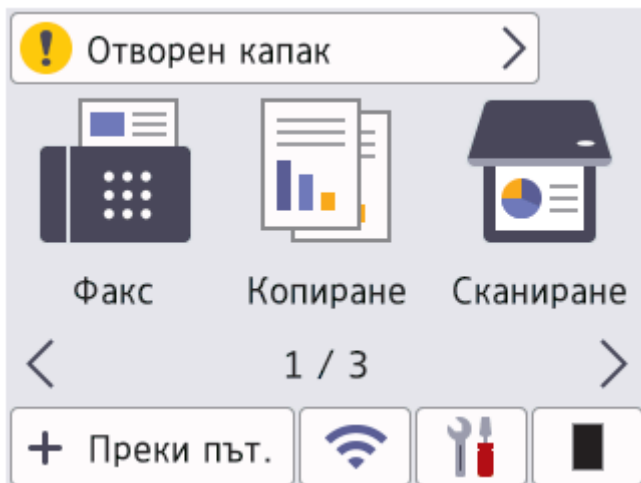 Отворен капак
Факс Копиране Сканиране
1 / 3
+ Преки път.